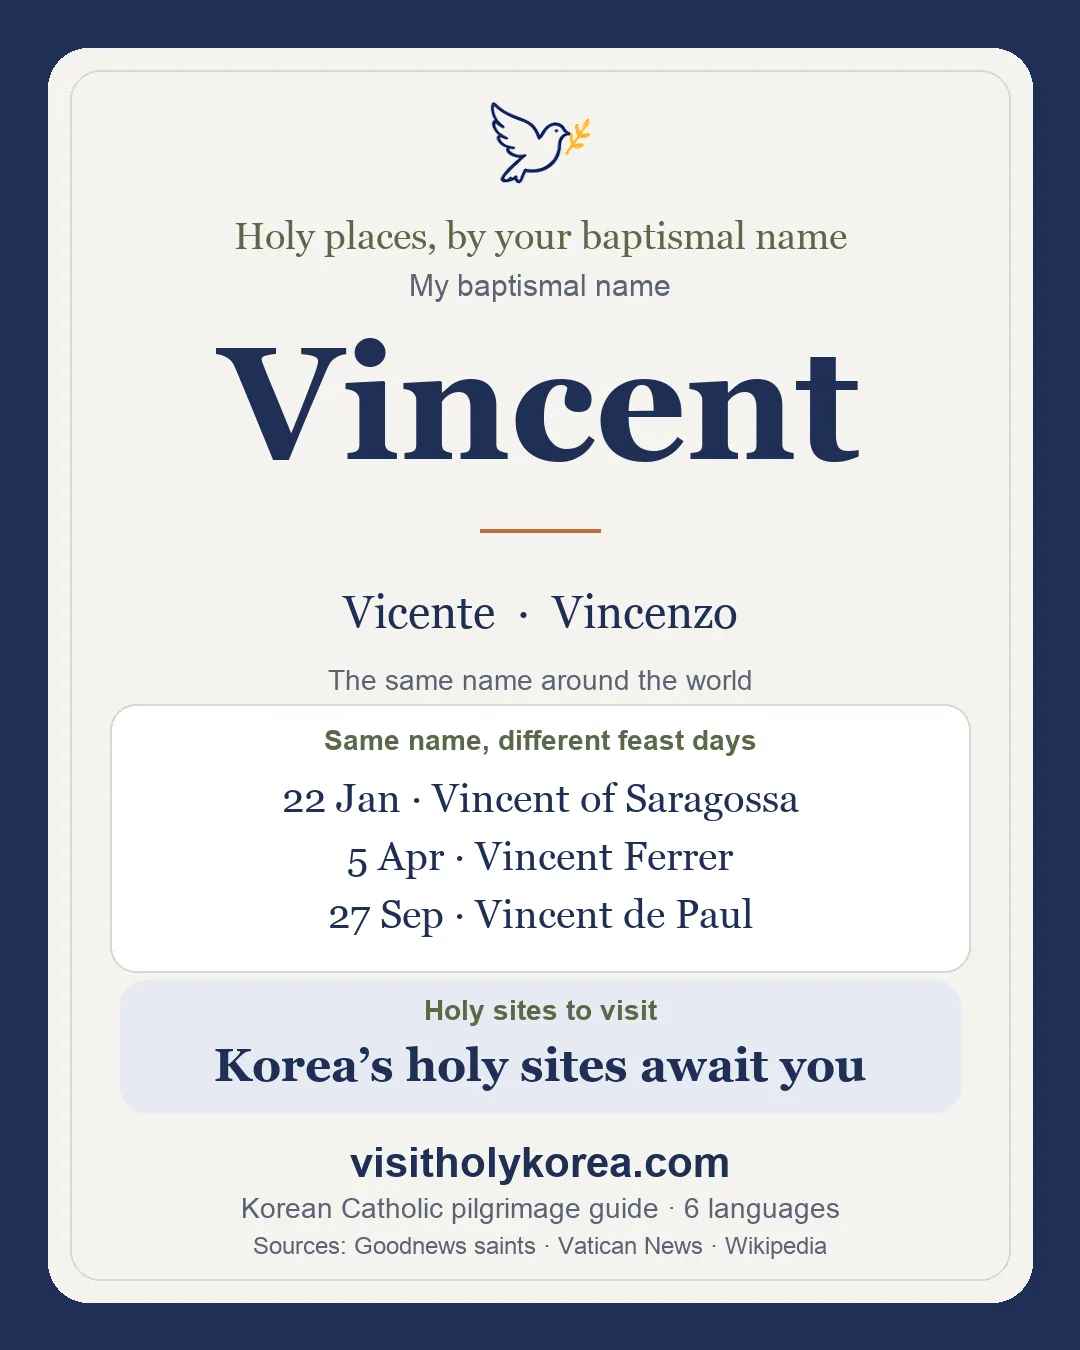 Holy places, by your baptismal name
My baptismal name
Vincent
Vicente · Vincenzo
The same name around the world
Same name, different feast days
22 Jan · Vincent of Saragossa
5 Apr · Vincent Ferrer
27 Sep · Vincent de Paul
Holy sites to visit
Korea’s holy sites await you
visitholykorea.com
Korean Catholic pilgrimage guide · 6 languages
Sources: Goodnews saints · Vatican News · Wikipedia